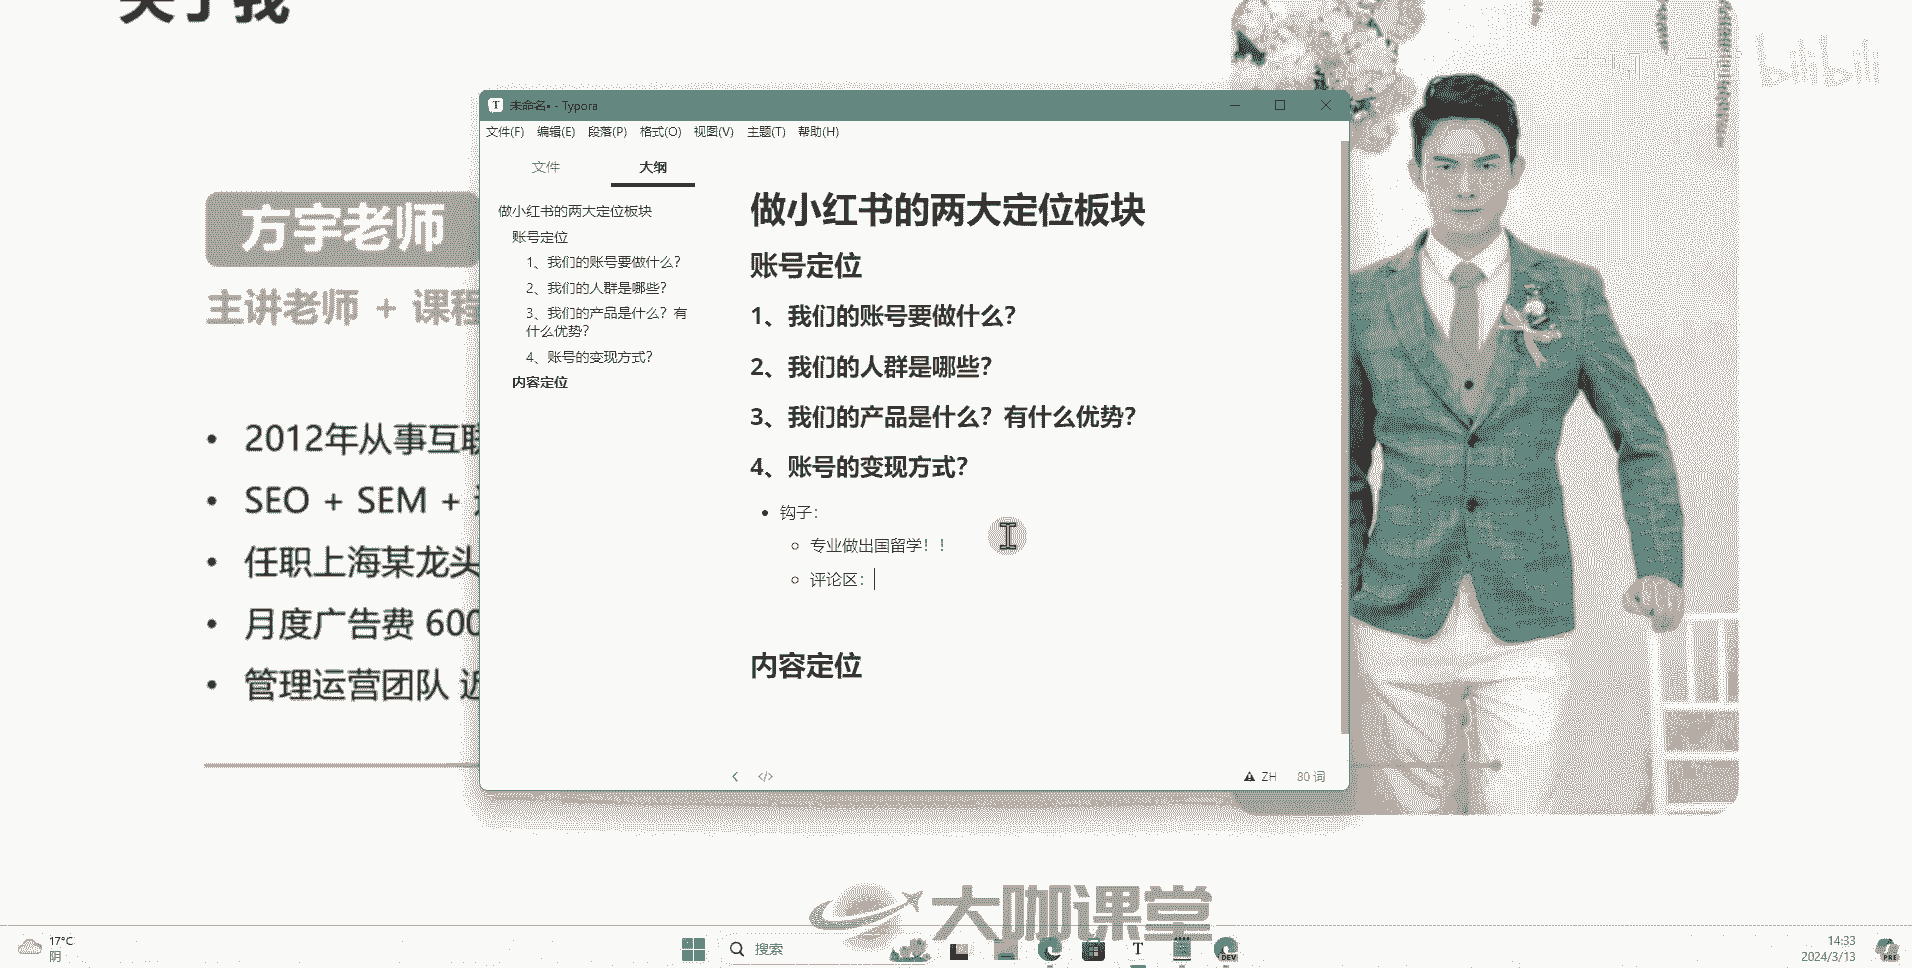 关于我
bilibili
未命名• - Typora
文件(F) 编辑(E) 段落(P) 格式(O) 视图(V) 主题(T) 帮助(H)
文件 大纲
做小红书的两大定位板块
账号定位
1、我们的账号要做什么？
2、我们的人群是哪些？
3、我们的产品是什么？有
什么优势？
4、账号的变现方式？
内容定位
做小红书的两大定位板块
账号定位
1、我们的账号要做什么？
2、我们的人群是哪些？
3、我们的产品是什么？有什么优势？
4、账号的变现方式？
钩子：
专业做出国留学！！
评论区：
内容定位
ZH 80 词
方宇老师
主讲老师 + 课程
2012年从事互联
SEO + SEM +
任职上海某龙头
月度广告费 600
管理运营团队 近
大咖课堂
17°C
阴
搜索
T
DEV
14:33
2024/3/13
PRE